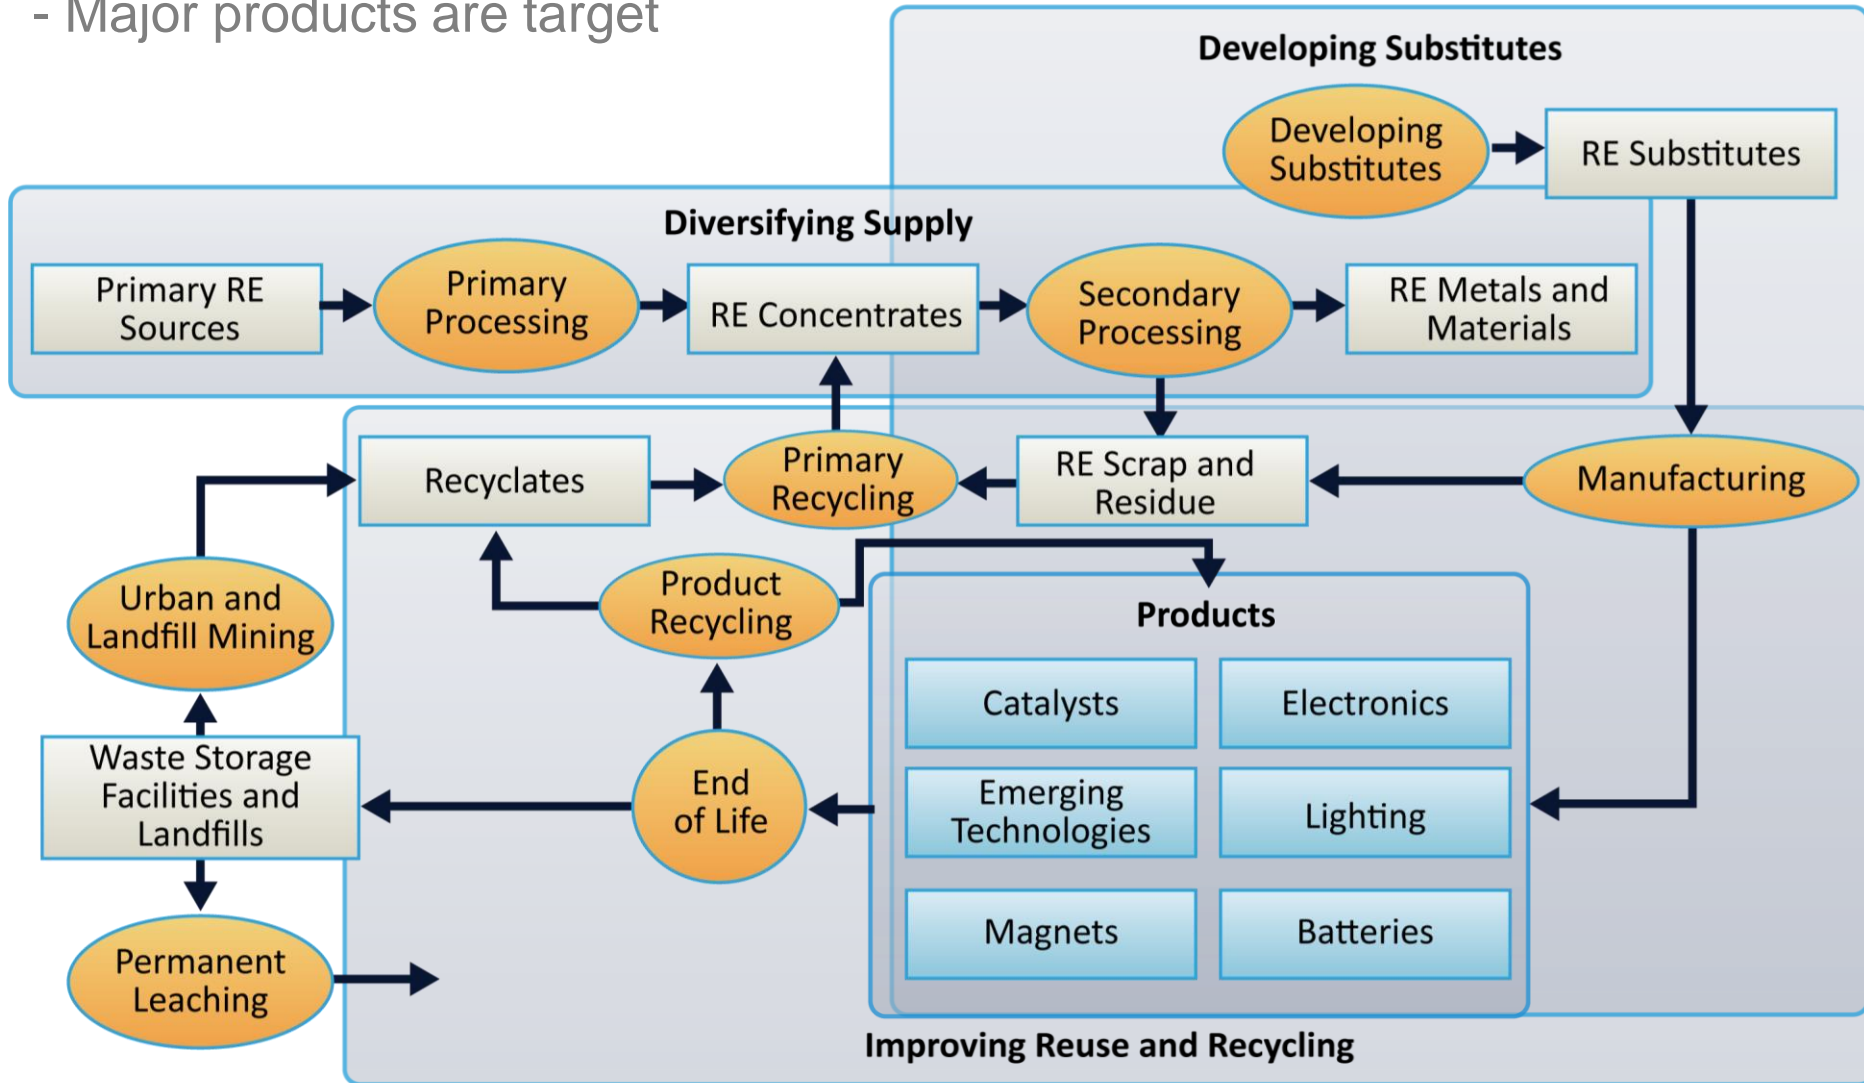 - Major products are target
Developing Substitutes
Developing
Substitutes
RE Substitutes
Diversifying Supply
Primary RE
Sources
Primary
Processing
RE Concentrates
Secondary
Processing
RE Metals and
Materials
Recyclates
Primary
Recycling
RE Scrap and
Residue
Manufacturing
Urban and
Landfill Mining
Product
Recycling
Products
Catalysts
Electronics
Waste Storage
Facilities and
Landfills
End
of Life
Emerging
Technologies
Lighting
Magnets
Batteries
Permanent
Leaching
Improving Reuse and Recycling